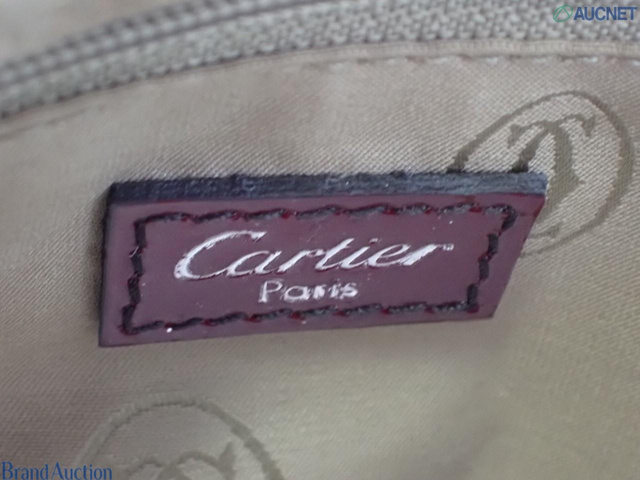 AUCNET
Cartier
Paris
Brand Auction